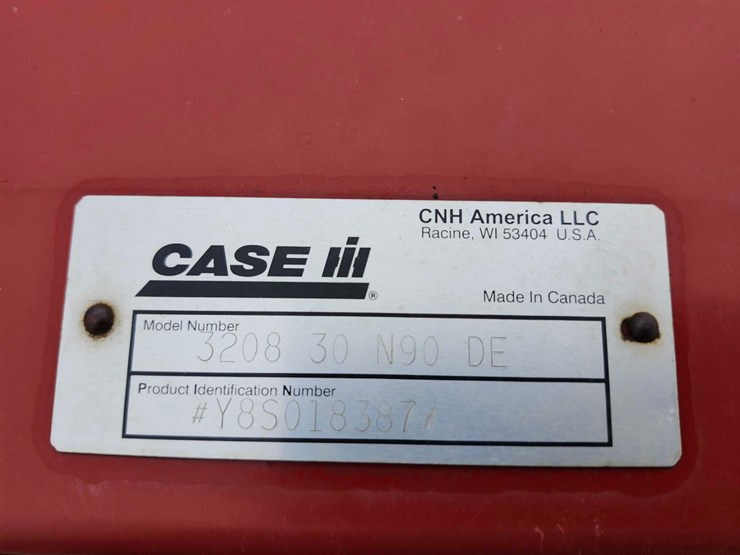 CNH America LLC
Racine, WI 53404 U.S.A.
CASE IH ®
Made In Canada
Model Number
3208 30 N90 DE
Product Identification Number
#Y8S018387#